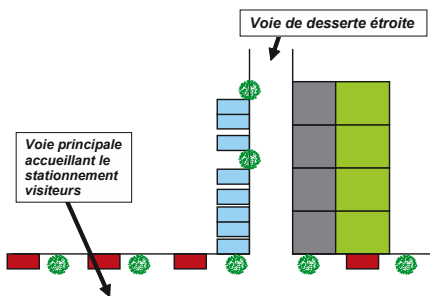 Voie de desserte étroite
Voie principale
accueillant le
stationnement
visiteurs